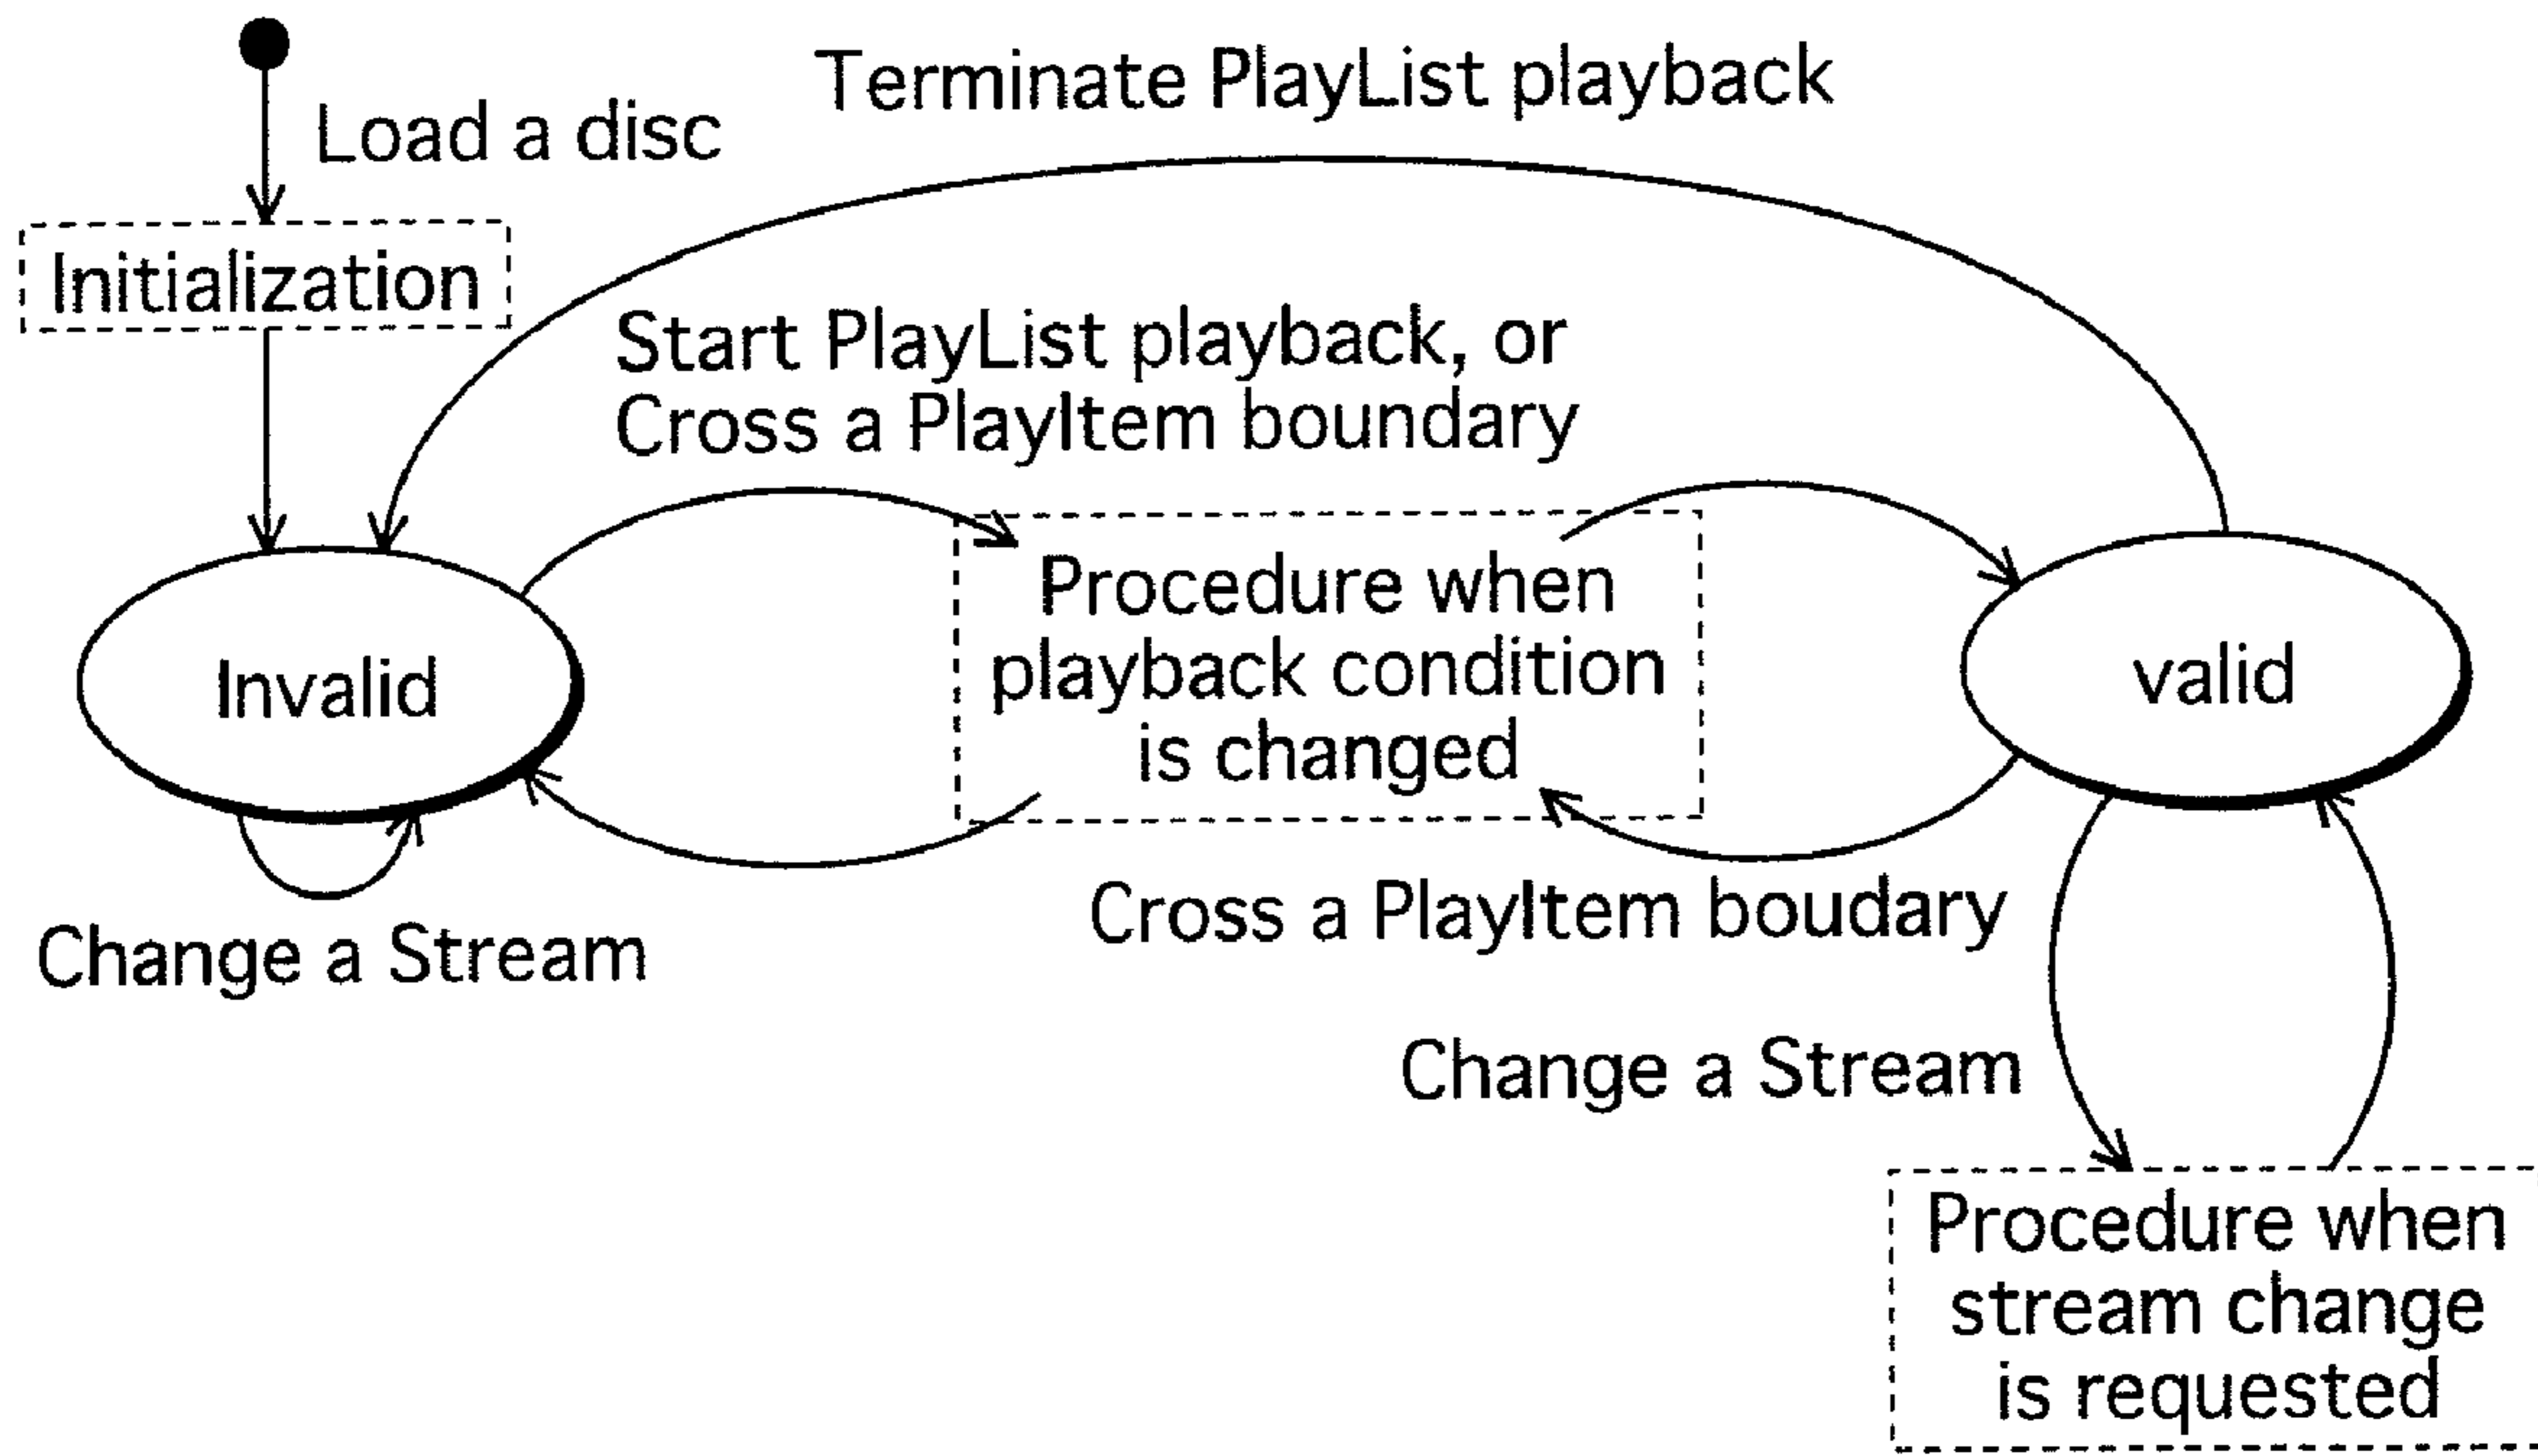 Terminate PlayList playback
Load a disc
Initialization
Start PlayList playback, or
Cross a PlayItem boundary
Procedure when
playback condition
is changed
Invalid
valid
Cross a PlayItem boudary
Change a Stream
Change a Stream
Procedure when
stream change
is requested